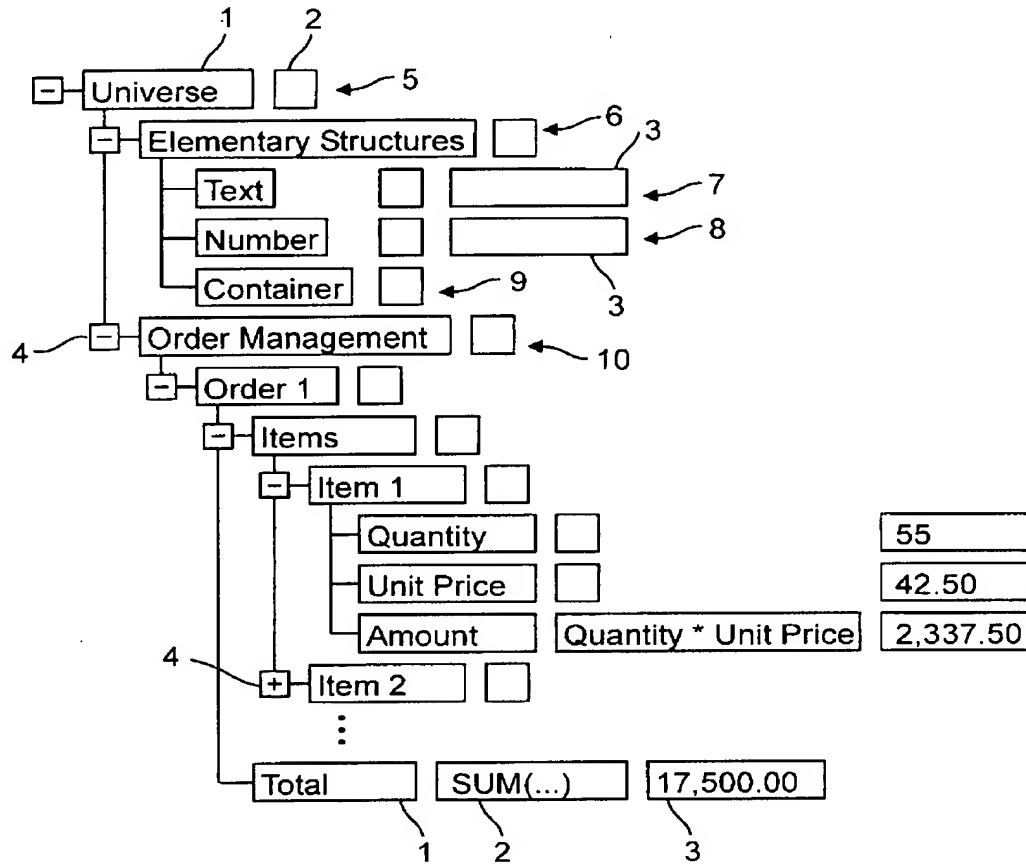 1 2
− Universe 5
6
− Elementary Structures 3
Text 7
Number 8
Container 9 3
4 − Order Management 10
− Order 1
− Items
− Item 1
Quantity 55
Unit Price 42.50
Amount Quantity * Unit Price 2,337.50
4
+ Item 2
⋮
Total SUM(...) 17,500.00
1 2 3